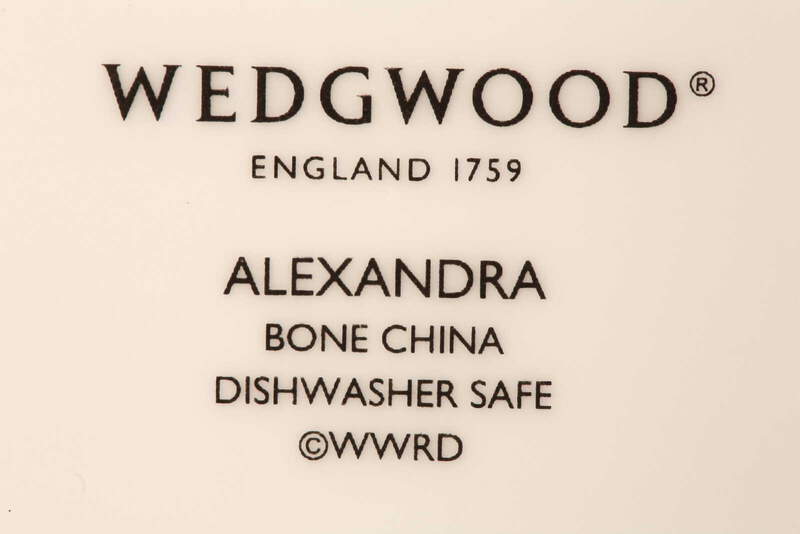 WEDGWOOD®
ENGLAND 1759
ALEXANDRA
BONE CHINA
DISHWASHER SAFE
©WWRD